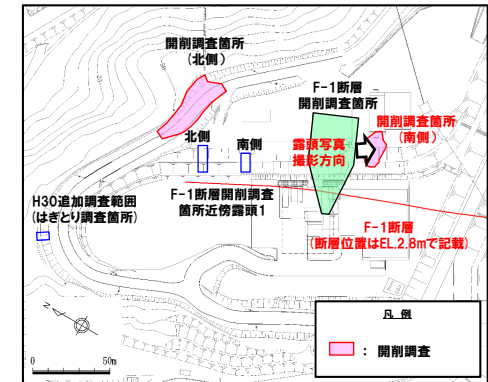 開削調査箇所
(北側)
F-1断層
開削調査箇所
開削調査箇所
(南側)
北側
南側
露頭写真
撮影方向
H30追加調査範囲
(はぎとり調査箇所)
F-1断層開削調査
箇所近傍露頭1
F-1断層
(断層位置はEL.2.8mで記載)
N
凡 例
: 開削調査
0
50m